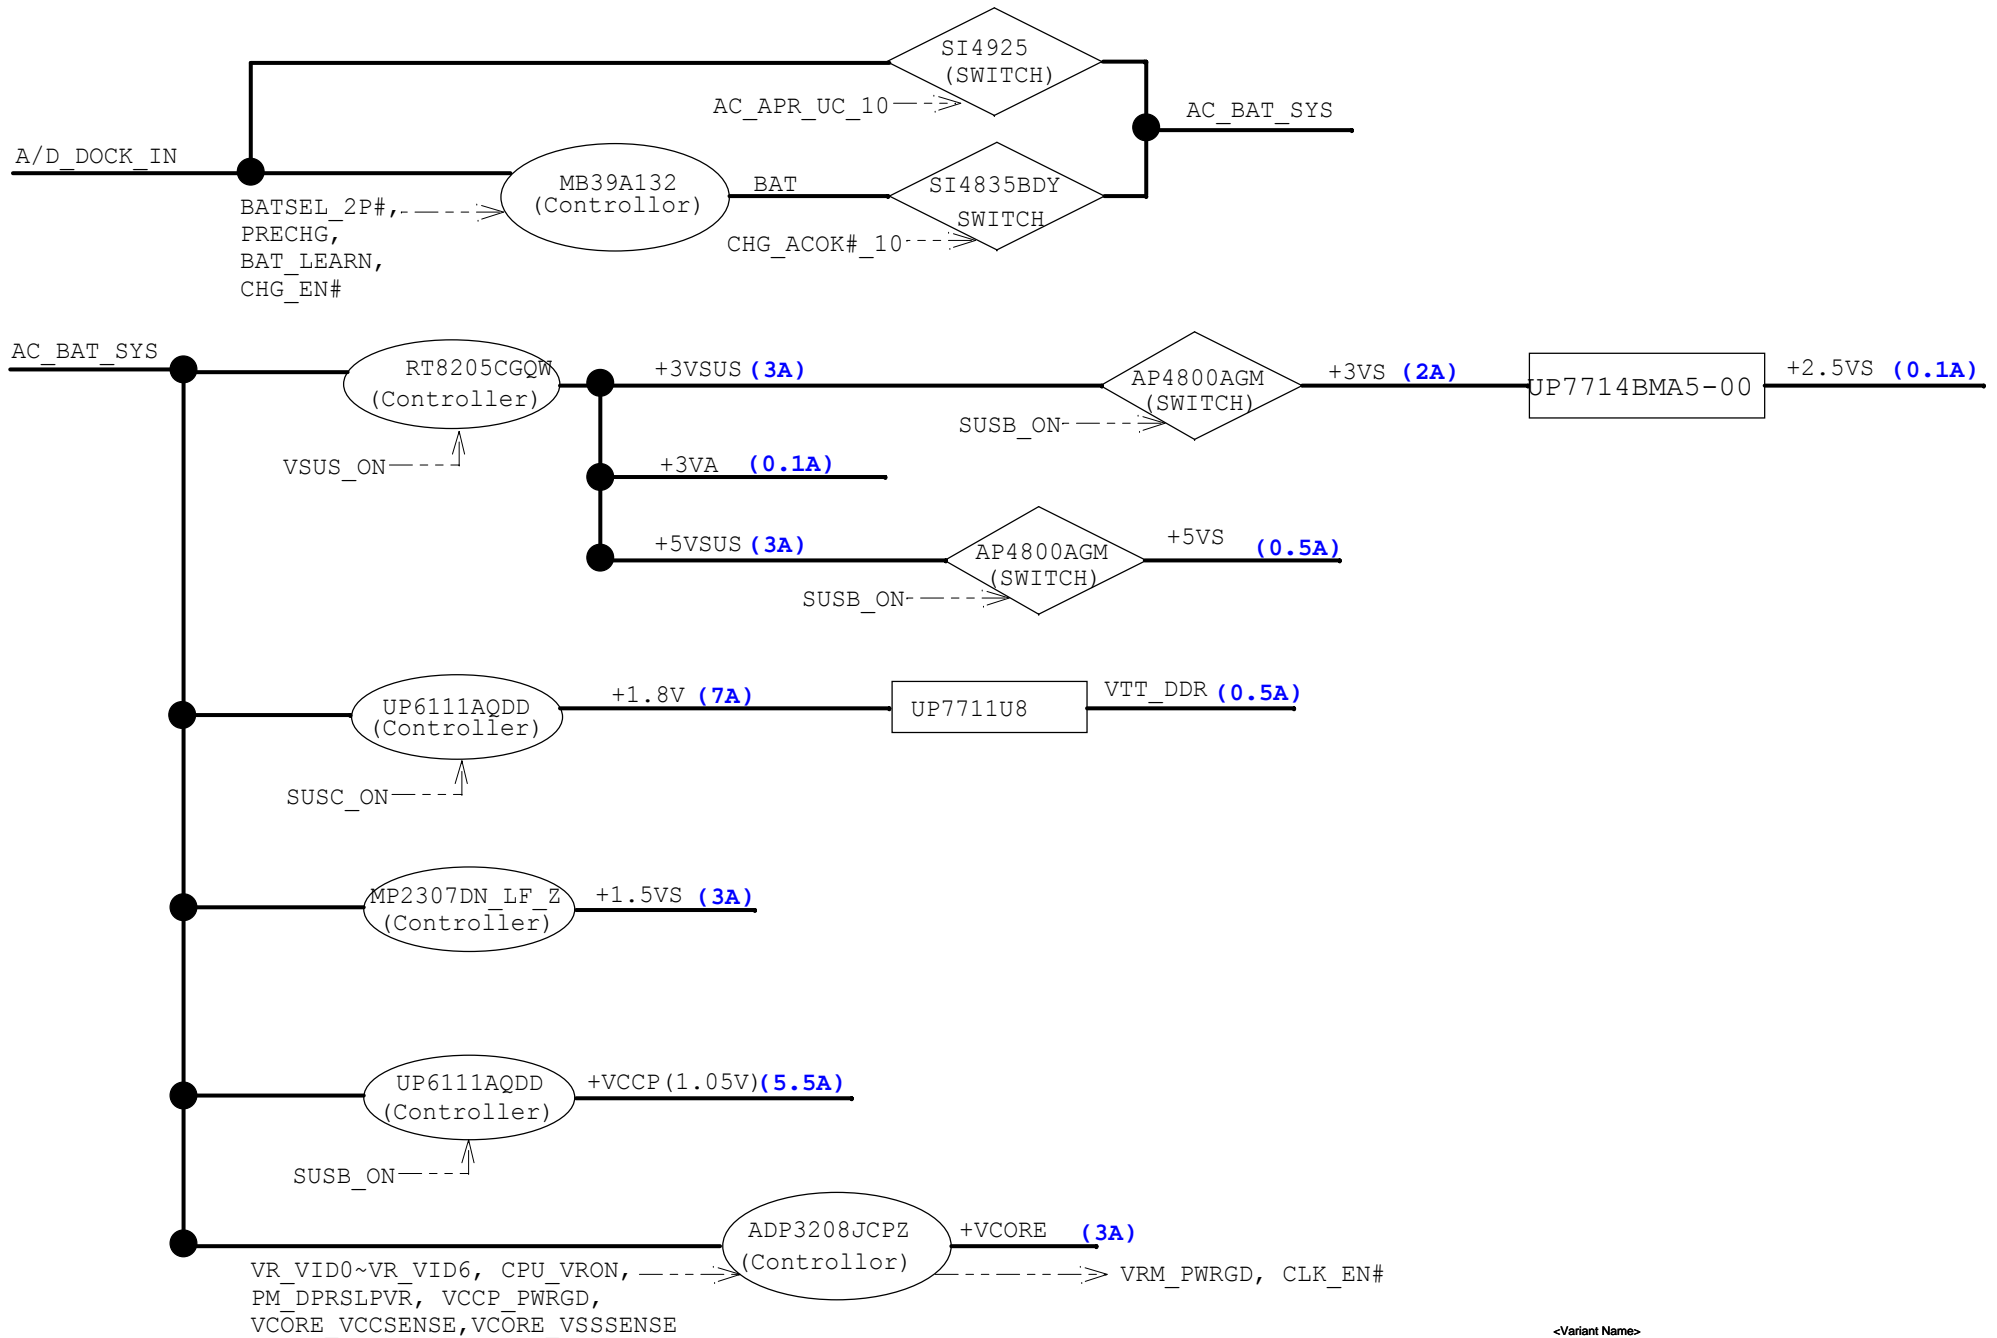 SI4925
(SWITCH)
AC_APR_UC_10
AC_BAT_SYS
A/D_DOCK_IN
MB39A132
(Controllor)
BAT
SI4835BDY
SWITCH
BATSEL_2P#,
PRECHG,
BAT_LEARN,
CHG_EN#
CHG_ACOK#_10
AC_BAT_SYS
RT8205CGQW
(Controller)
VSUS_ON
+3VSUS (3A)
AP4800AGM
(SWITCH)
SUSB_ON
+3VS (2A)
UP7714BMA5-00
+2.5VS (0.1A)
+3VA (0.1A)
+5VSUS (3A)
AP4800AGM
(SWITCH)
SUSB_ON
+5VS (0.5A)
UP6111AQDD
(Controller)
SUSC_ON
+1.8V (7A)
UP7711U8
VTT_DDR (0.5A)
MP2307DN_LF_Z
(Controller)
+1.5VS (3A)
UP6111AQDD
(Controller)
SUSB_ON
+VCCP(1.05V)(5.5A)
ADP3208JCPZ
(Controllor)
+VCORE (3A)
VR_VID0~VR_VID6, CPU_VRON,
PM_DPRSLPVR, VCCP_PWRGD,
VCORE_VCCSENSE,VCORE_VSSSENSE
VRM_PWRGD, CLK_EN#
<Variant Name>